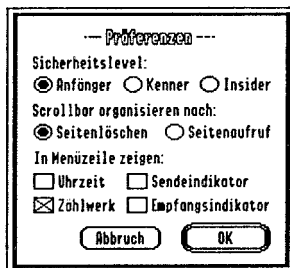 --- Präferenzen ---
Sicherheitslevel:
Anfänger Kenner Insider
Scrollbar organisieren nach:
Seitenlöschen Seitenaufruf
In Menüzeile zeigen:
Uhrzeit Sendeindikator
Zählwerk Empfangsindikator
Abbruch OK